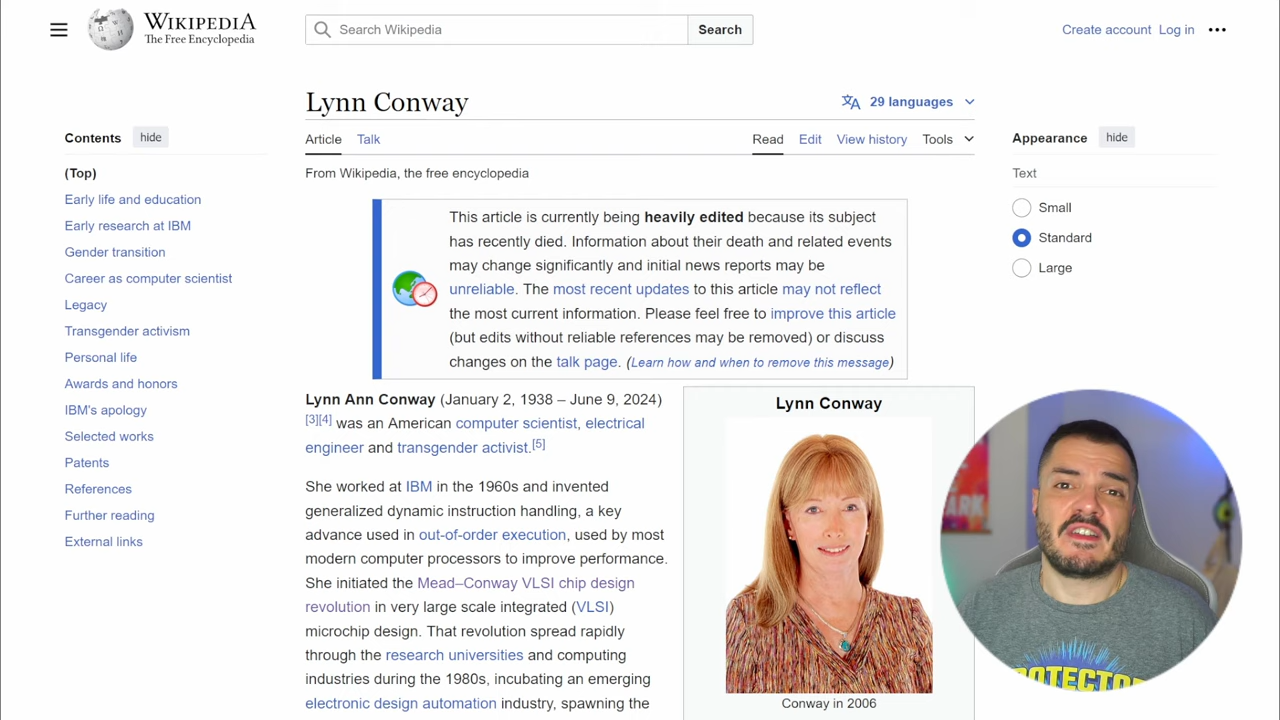 WIKIPEDIA
The Free Encyclopedia
Search Wikipedia
Search
Create account Log in
Lynn Conway
29 languages
Contents hide
Article Talk
Read Edit View history Tools
Appearance hide
From Wikipedia, the free encyclopedia
Text
(Top)
Early life and education
Early research at IBM
Gender transition
Career as computer scientist
Legacy
Transgender activism
Personal life
Awards and honors
IBM's apology
Selected works
Patents
References
Further reading
External links
This article is currently being heavily edited because its subject
has recently died. Information about their death and related events
may change significantly and initial news reports may be
unreliable. The most recent updates to this article may not reflect
the most current information. Please feel free to improve this article
(but edits without reliable references may be removed) or discuss
changes on the talk page. (Learn how and when to remove this message)
Small
Standard
Large
Lynn Ann Conway (January 2, 1938 – June 9, 2024)
[3][4] was an American computer scientist, electrical
engineer and transgender activist.[5]
She worked at IBM in the 1960s and invented
generalized dynamic instruction handling, a key
advance used in out-of-order execution, used by most
modern computer processors to improve performance.
She initiated the Mead–Conway VLSI chip design
revolution in very large scale integrated (VLSI)
microchip design. That revolution spread rapidly
through the research universities and computing
industries during the 1980s, incubating an emerging
electronic design automation industry, spawning the
Lynn Conway
Conway in 2006